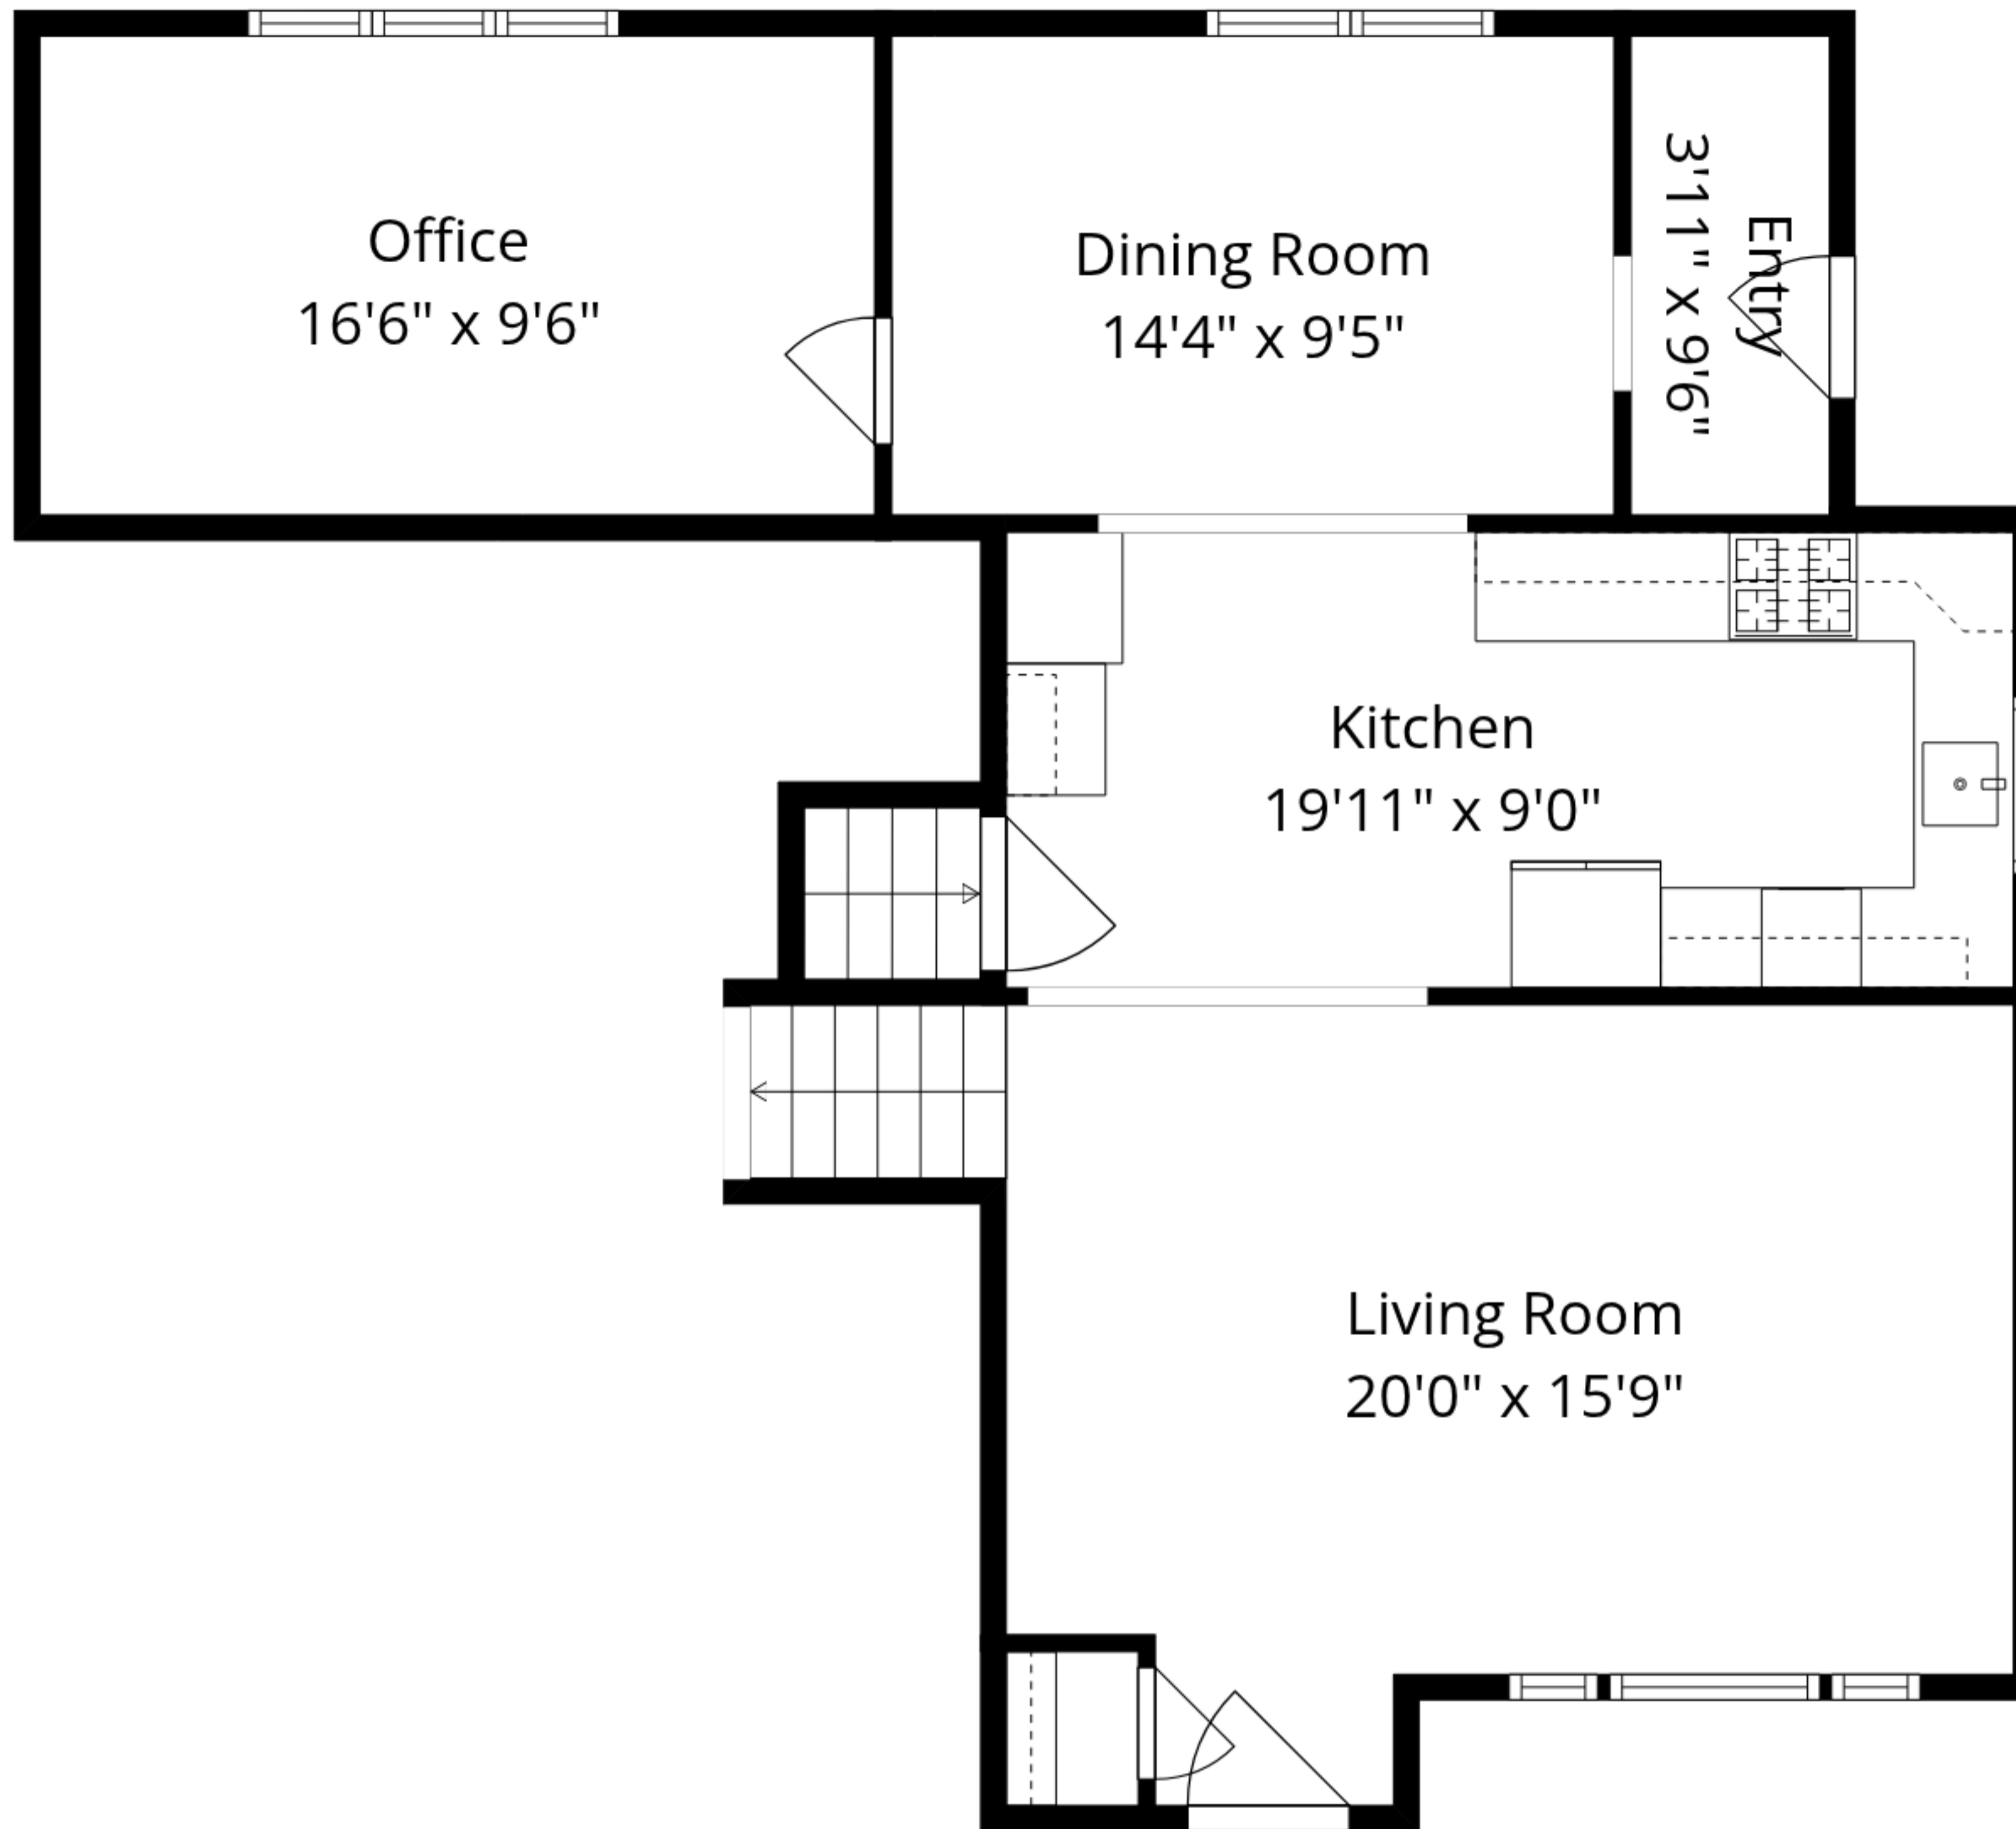 Office
16'6" x 9'6"
Dining Room
14'4" x 9'5"
Entry
3'11" x 9'6"
Kitchen
19'11" x 9'0"
Living Room
20'0" x 15'9"